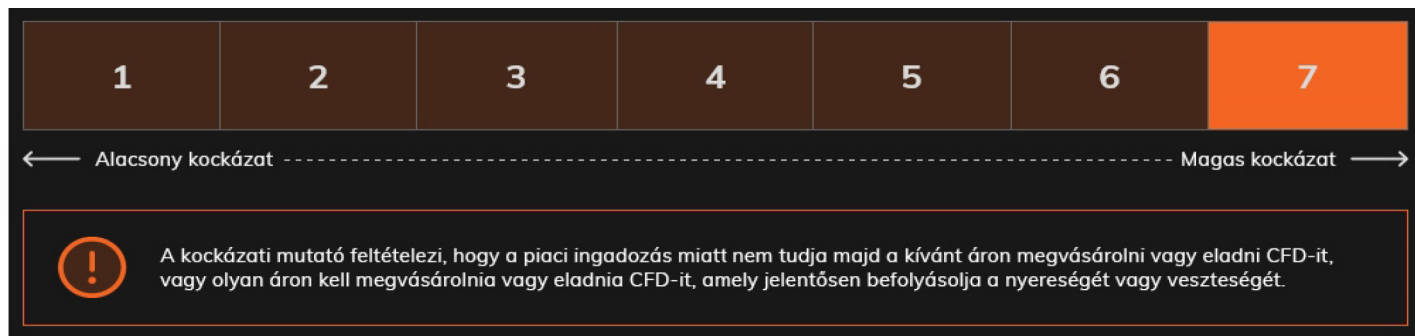 1 2 3 4 5 6 7
Alacsony kockázat Magas kockázat
A kockázati mutató feltételezi, hogy a piaci ingadozás miatt nem tudja majd a kívánt áron megvásárolni vagy eladni CFD-it,
vagy olyan áron kell megvásárolnia vagy eladnia CFD-it, amely jelentősen befolyásolja a nyereségét vagy veszteségét.